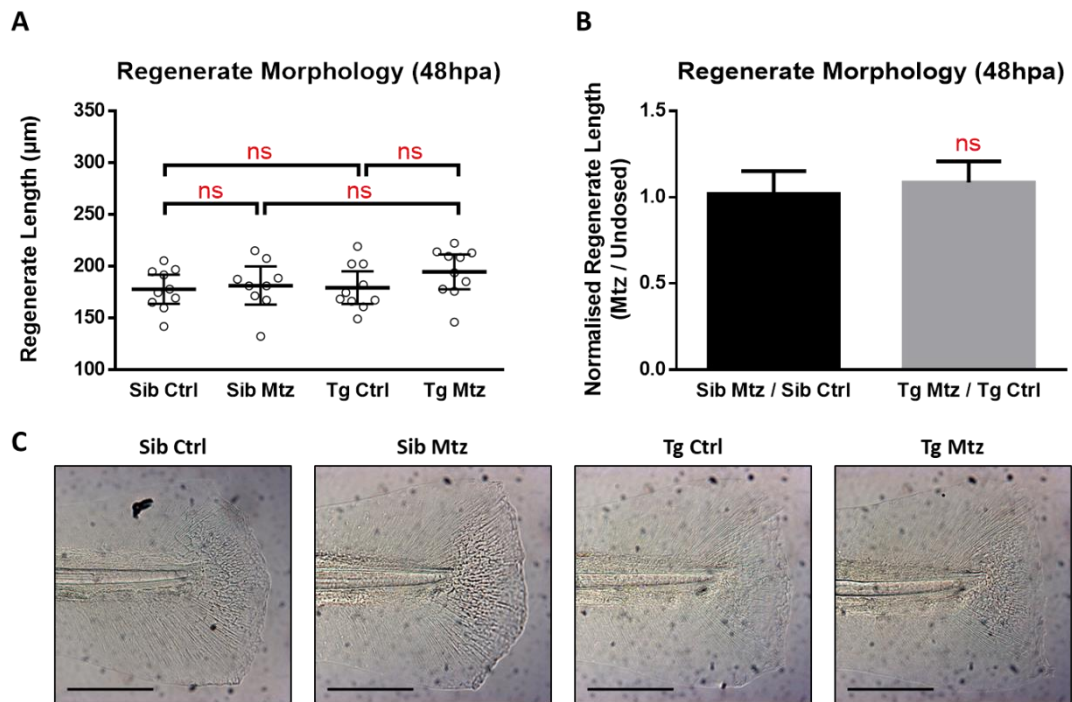 A
Regenerate Morphology (48hpa)
Regenerate Length (µm)
350
300
250
200
150
100
ns
ns
ns
ns
Sib Ctrl
Sib Mtz
Tg Ctrl
Tg Mtz
B
Regenerate Morphology (48hpa)
Normalised Regenerate Length
(Mtz / Undosed)
1.5
1.0
0.5
0.0
ns
Sib Mtz / Sib Ctrl
Tg Mtz / Tg Ctrl
C
Sib Ctrl
Sib Mtz
Tg Ctrl
Tg Mtz